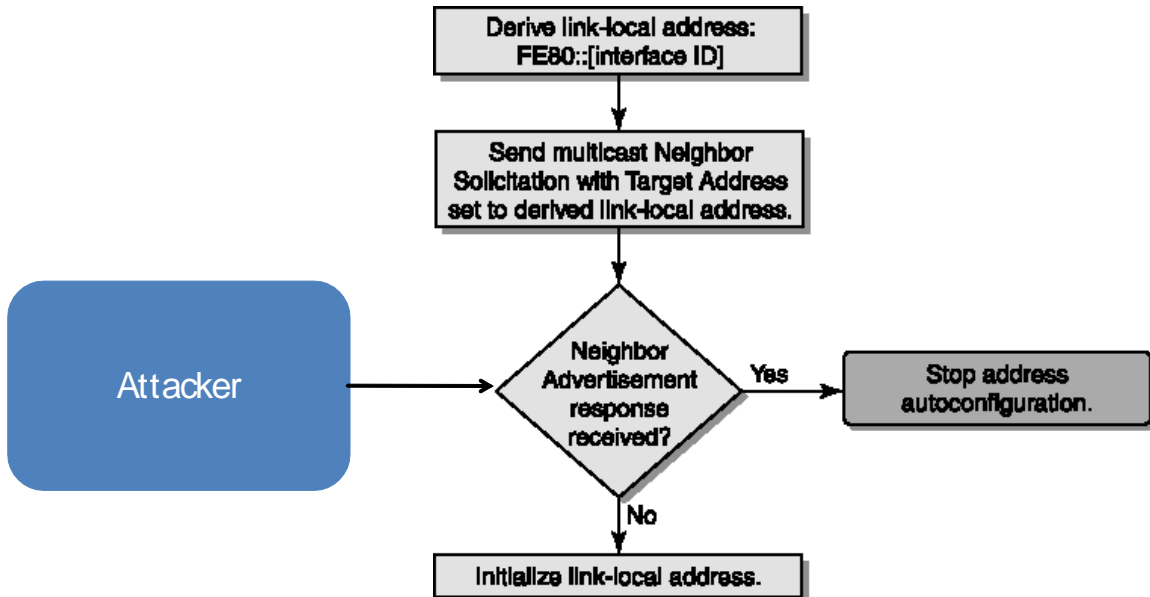 Derive link-local address:
FE80::[interface ID]
Send multicast Neighbor
Solicitation with Target Address
set to derived link-local address.
Attacker
Neighbor
Advertisement
response
received?
Yes
Stop address
autoconfiguration.
No
Initialize link-local address.